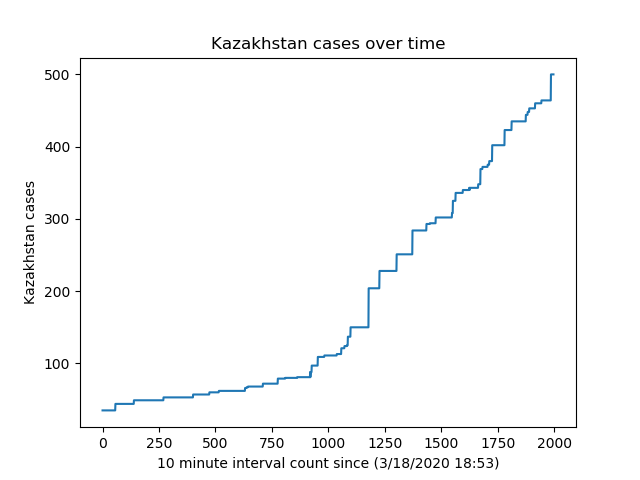 Kazakhstan cases over time
500
400
300
200
100
Kazakhstan cases
0 250 500 750 1000 1250 1500 1750 2000
10 minute interval count since (3/18/2020 18:53)